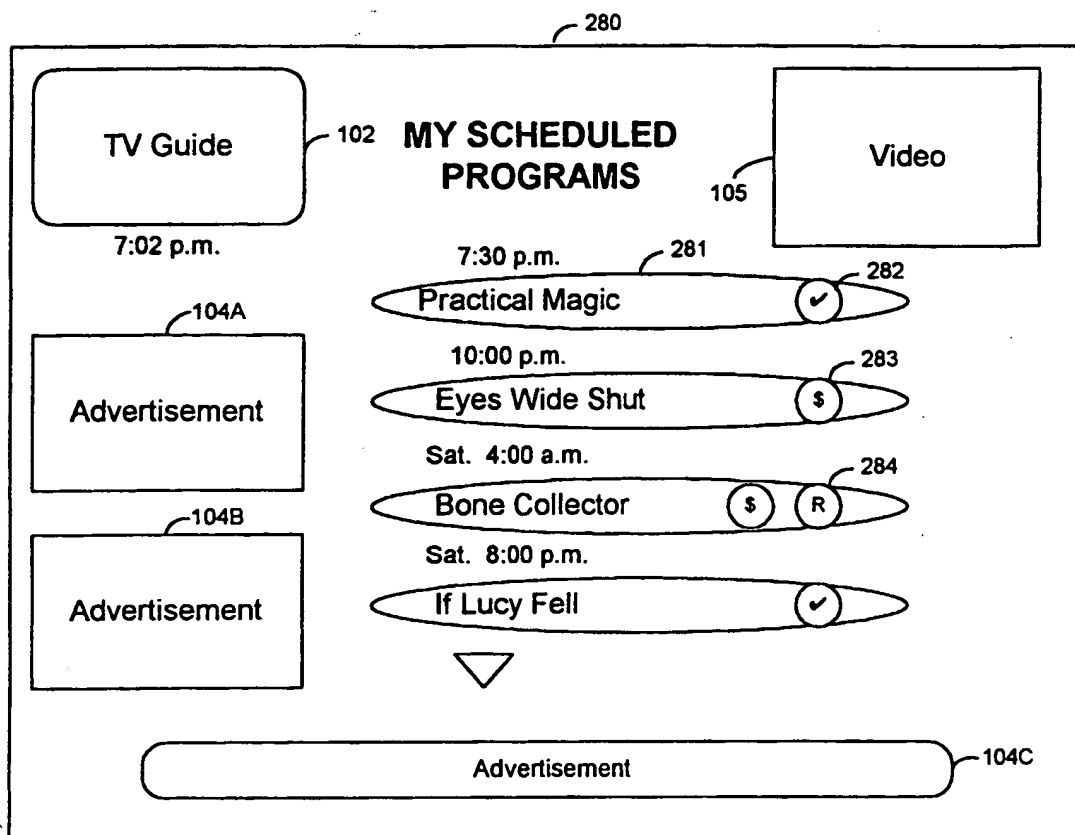 280
TV Guide
102
MY SCHEDULED
PROGRAMS
Video
105
7:02 p.m.
7:30 p.m.
281
282
Practical Magic
✔
104A
Advertisement
10:00 p.m.
283
Eyes Wide Shut
$
Sat. 4:00 a.m.
284
Bone Collector
$
R
104B
Advertisement
Sat. 8:00 p.m.
If Lucy Fell
✔
Advertisement
104C